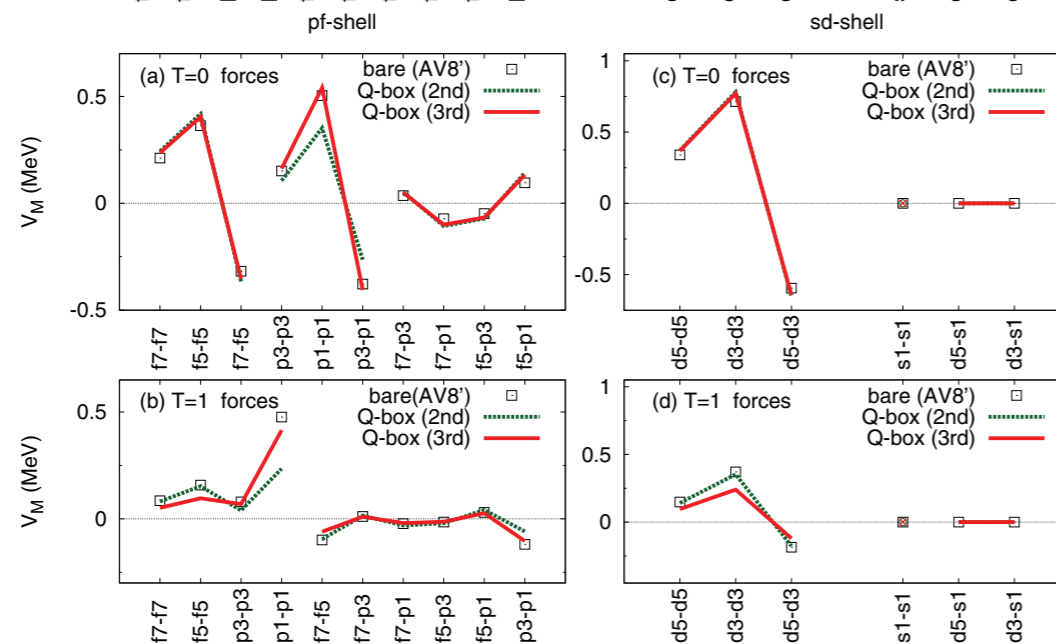 pf-shell
sd-shell
(a) T=0 forces
bare (AV8')
Q-box (2nd)
Q-box (3rd)
V_M (MeV)
0.5
0
-0.5
f7-f7
f5-f5
f7-f5
p3-p3
p1-p1
p3-p1
f7-p3
f7-p1
f5-p3
f5-p1
(c) T=0 forces
bare (AV8')
Q-box (2nd)
Q-box (3rd)
1
0.5
0
-0.5
d5-d5
d3-d3
d5-d3
s1-s1
d5-s1
d3-s1
(b) T=1 forces
bare(AV8')
Q-box (2nd)
Q-box (3rd)
V_M (MeV)
0.5
0
f7-f7
f5-f5
p3-p3
p1-p1
f7-f5
f7-p3
f7-p1
f5-p3
f5-p1
p3-p1
(d) T=1 forces
bare(AV8')
Q-box (2nd)
Q-box (3rd)
1
0.5
0
d5-d5
d3-d3
d5-d3
s1-s1
d5-s1
d3-s1